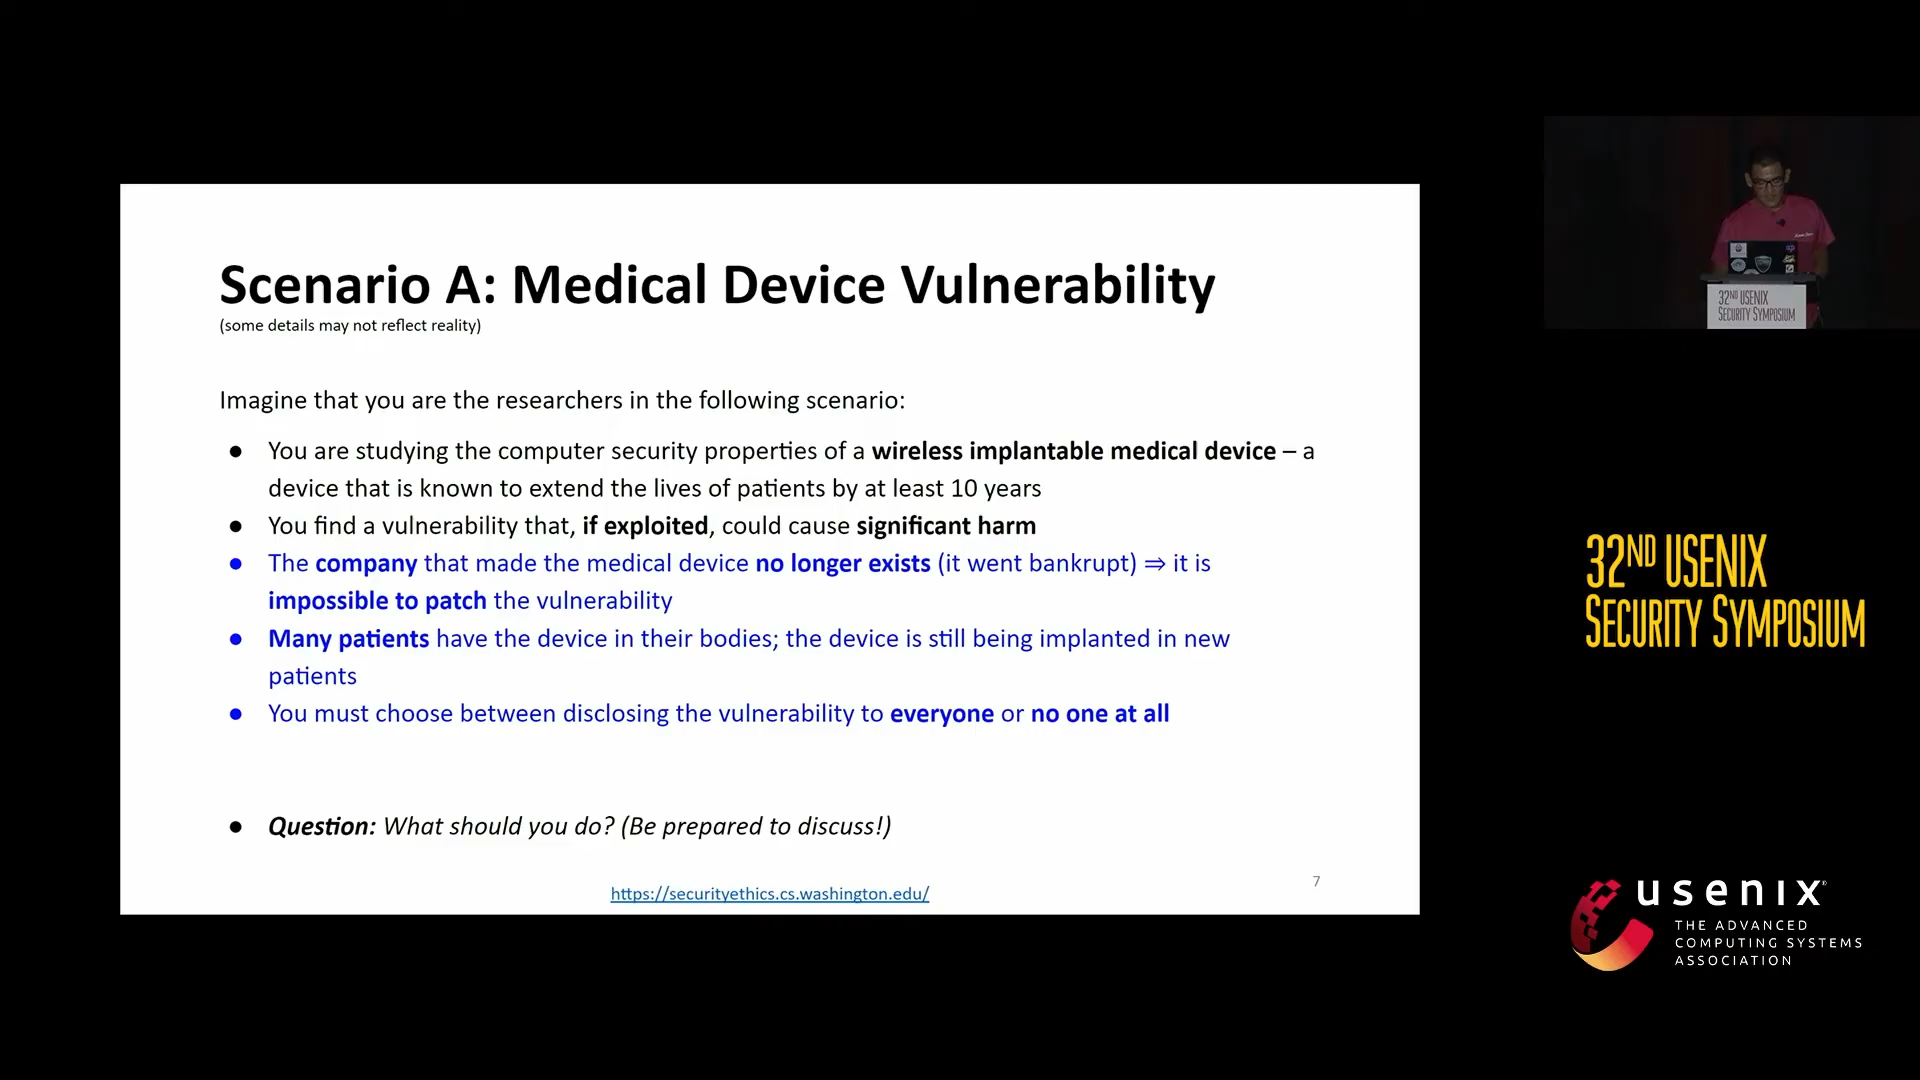 Scenario A: Medical Device Vulnerability
(some details may not reflect reality)
Imagine that you are the researchers in the following scenario:
● You are studying the computer security properties of a wireless implantable medical device – a
device that is known to extend the lives of patients by at least 10 years
● You find a vulnerability that, if exploited, could cause significant harm
● The company that made the medical device no longer exists (it went bankrupt) ⇒ it is
impossible to patch the vulnerability
● Many patients have the device in their bodies; the device is still being implanted in new
patients
● You must choose between disclosing the vulnerability to everyone or no one at all
● Question: What should you do? (Be prepared to discuss!)
https://securityethics.cs.washington.edu/
7
32ND USENIX
SECURITY SYMPOSIUM
32ND USENIX
SECURITY SYMPOSIUM
usenix®
THE ADVANCED
COMPUTING SYSTEMS
ASSOCIATION